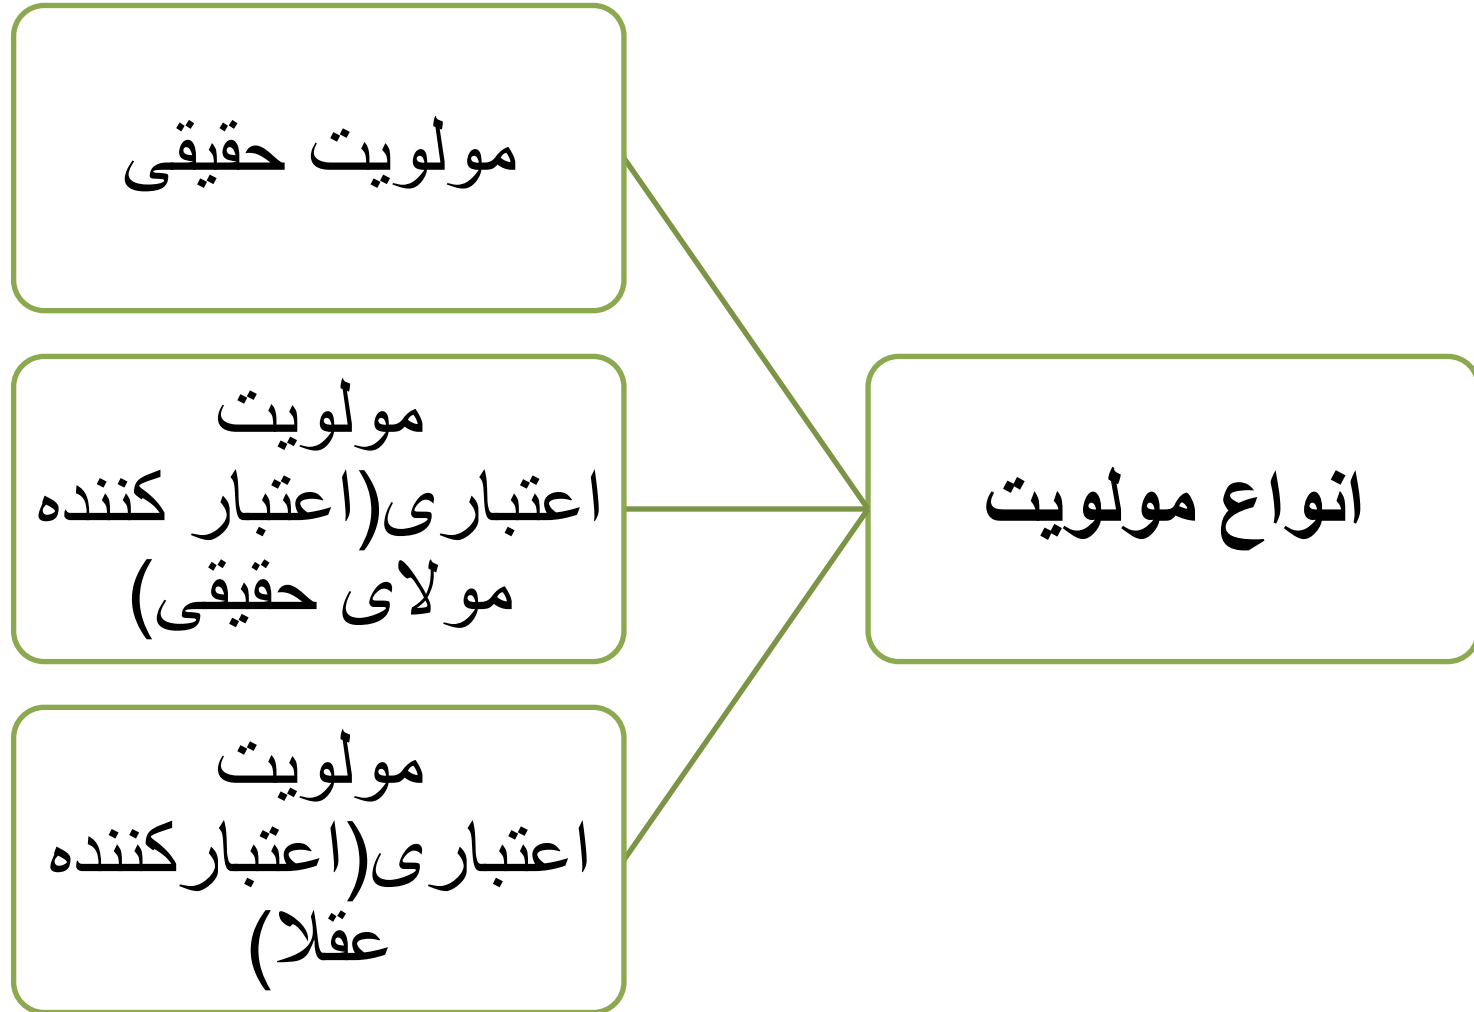 انواع مولویت
مولویت حقیقی
مولویت
اعتباری(اعتبار کننده
مولای حقیقی)
مولویت
اعتباری(اعتبارکننده
عقلا)